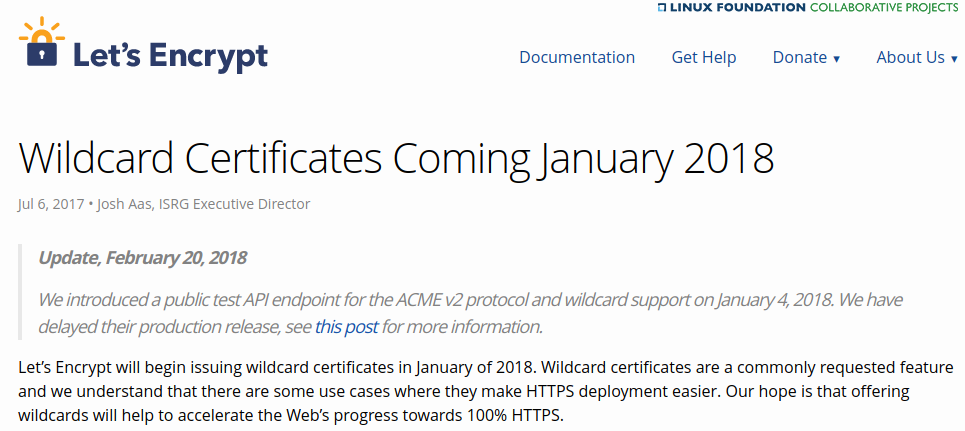 LINUX FOUNDATION COLLABORATIVE PROJECTS
Let's Encrypt
Documentation Get Help Donate ▾ About Us ▾
Wildcard Certificates Coming January 2018
Jul 6, 2017 • Josh Aas, ISRG Executive Director
Update, February 20, 2018
We introduced a public test API endpoint for the ACME v2 protocol and wildcard support on January 4, 2018. We have
delayed their production release, see this post for more information.
Let’s Encrypt will begin issuing wildcard certificates in January of 2018. Wildcard certificates are a commonly requested feature
and we understand that there are some use cases where they make HTTPS deployment easier. Our hope is that offering
wildcards will help to accelerate the Web’s progress towards 100% HTTPS.